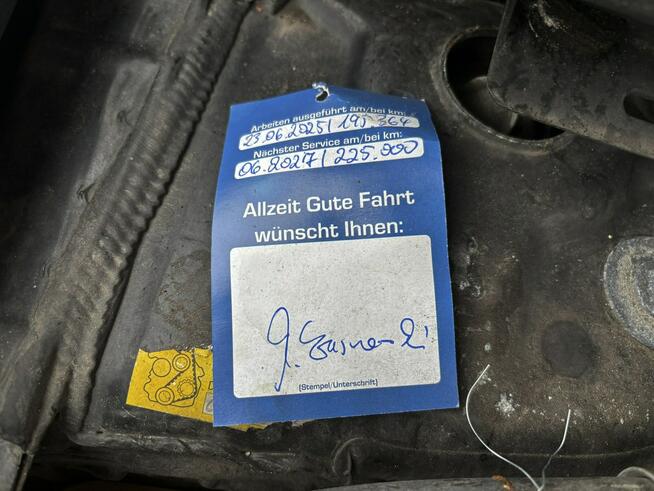 Arbeiten ausgeführt am/bei km:
23.06.2025/195 364
Nächster Service am/bei km:
06.2027/225.000
Allzeit Gute Fahrt
wünscht Ihnen:
(Stempel/Unterschrift)